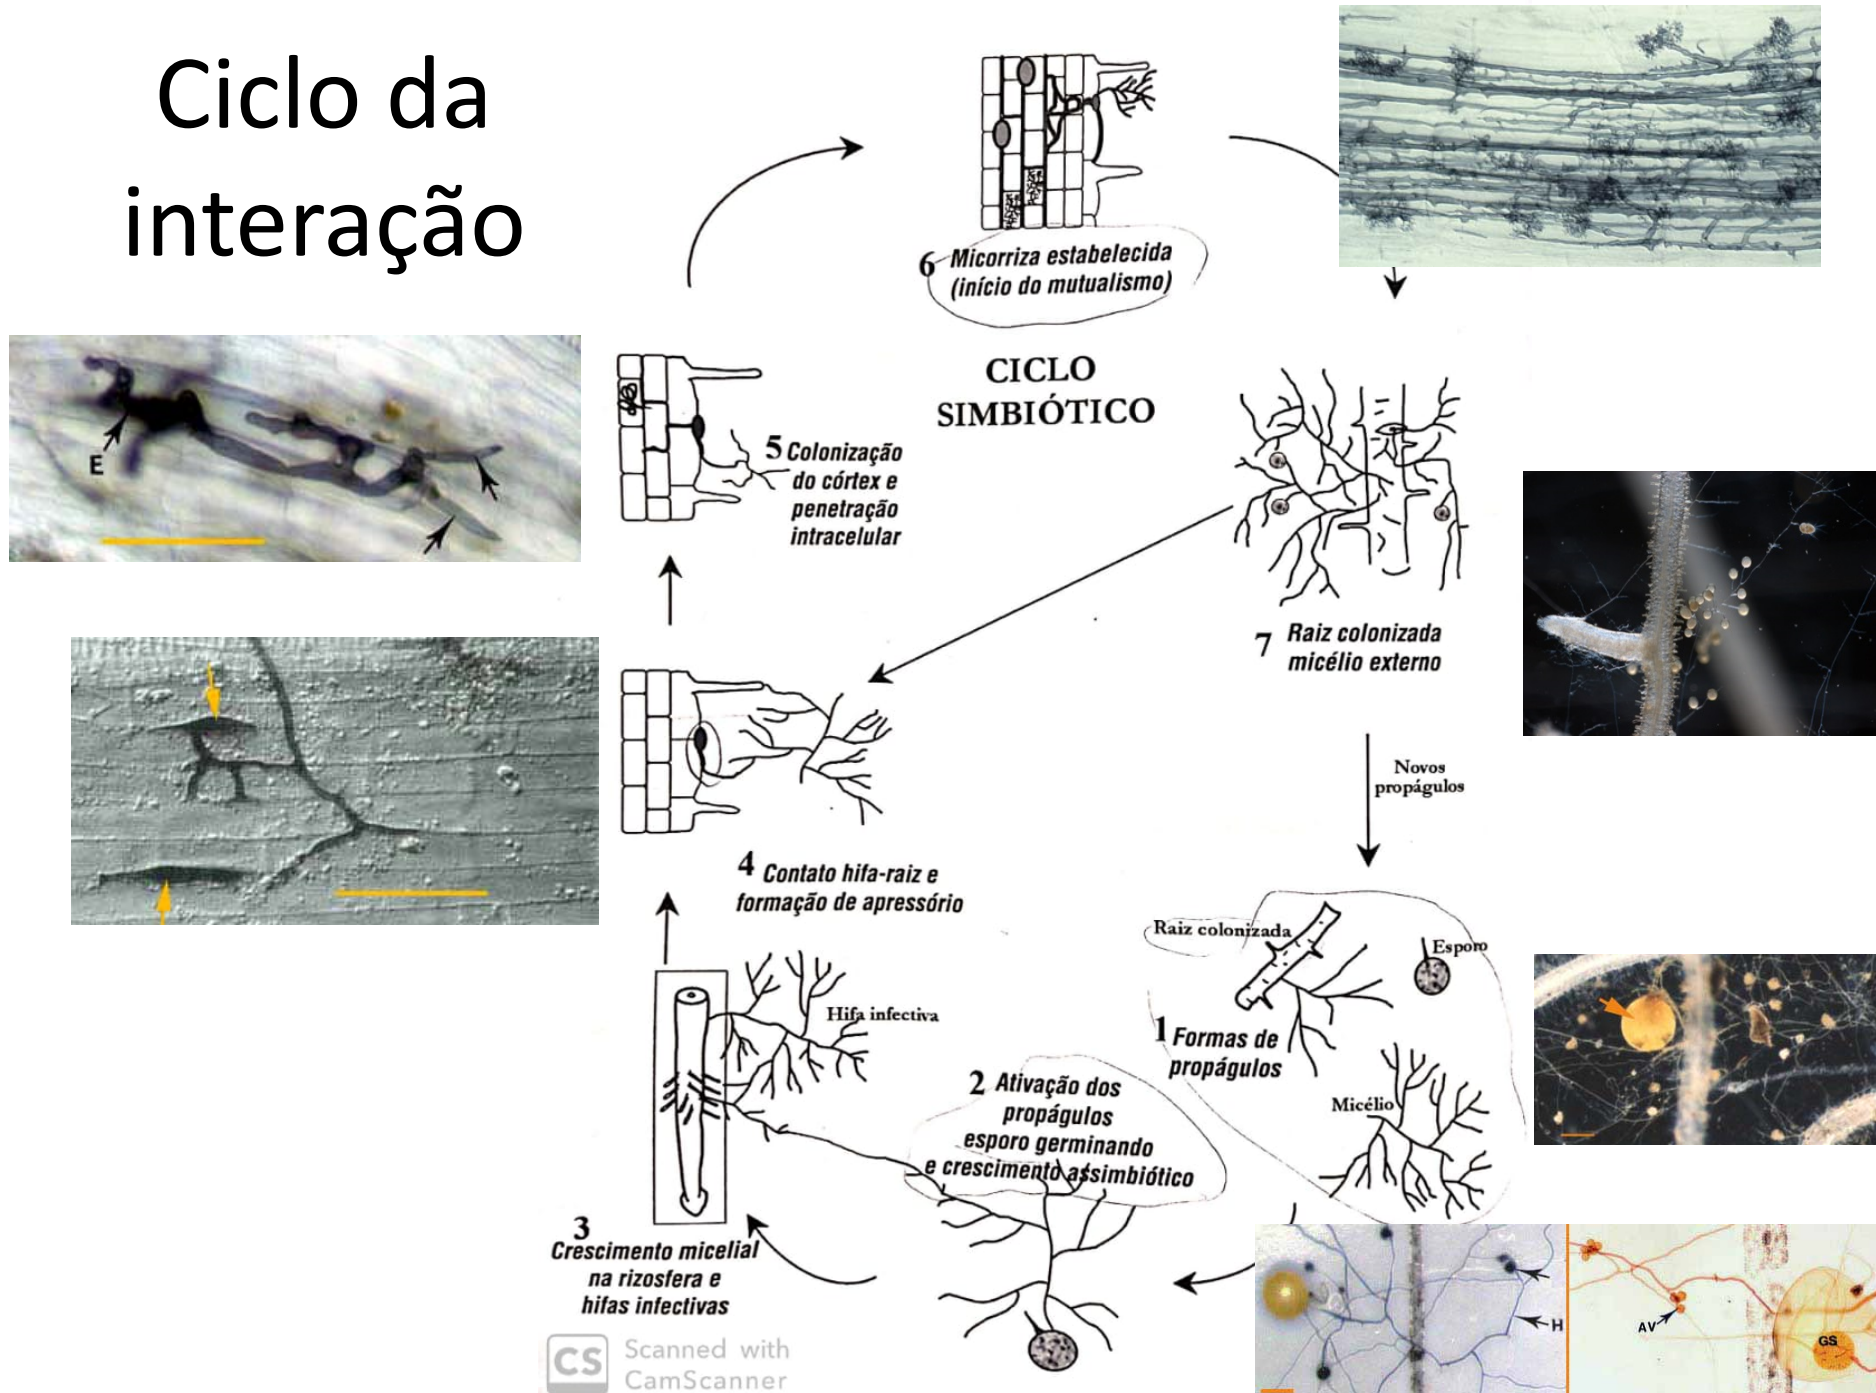 Ciclo da
interação
6 Micorriza estabelecida
(início do mutualismo)
CICLO
SIMBIÓTICO
5 Colonização
do córtex e
penetração
intracelular
E
7 Raiz colonizada
micélio externo
Novos
propágulos
4 Contato hifa-raiz e
formação de apressório
Raiz colonizada
Esporo
Hifa infectiva
1 Formas de
propágulos
Micélio
2 Ativação dos
propágulos
esporo germinando
e crescimento assimbiótico
3
Crescimento micelial
na rizosfera e
hifas infectivas
H
AV
GS
CS Scanned with
CamScanner